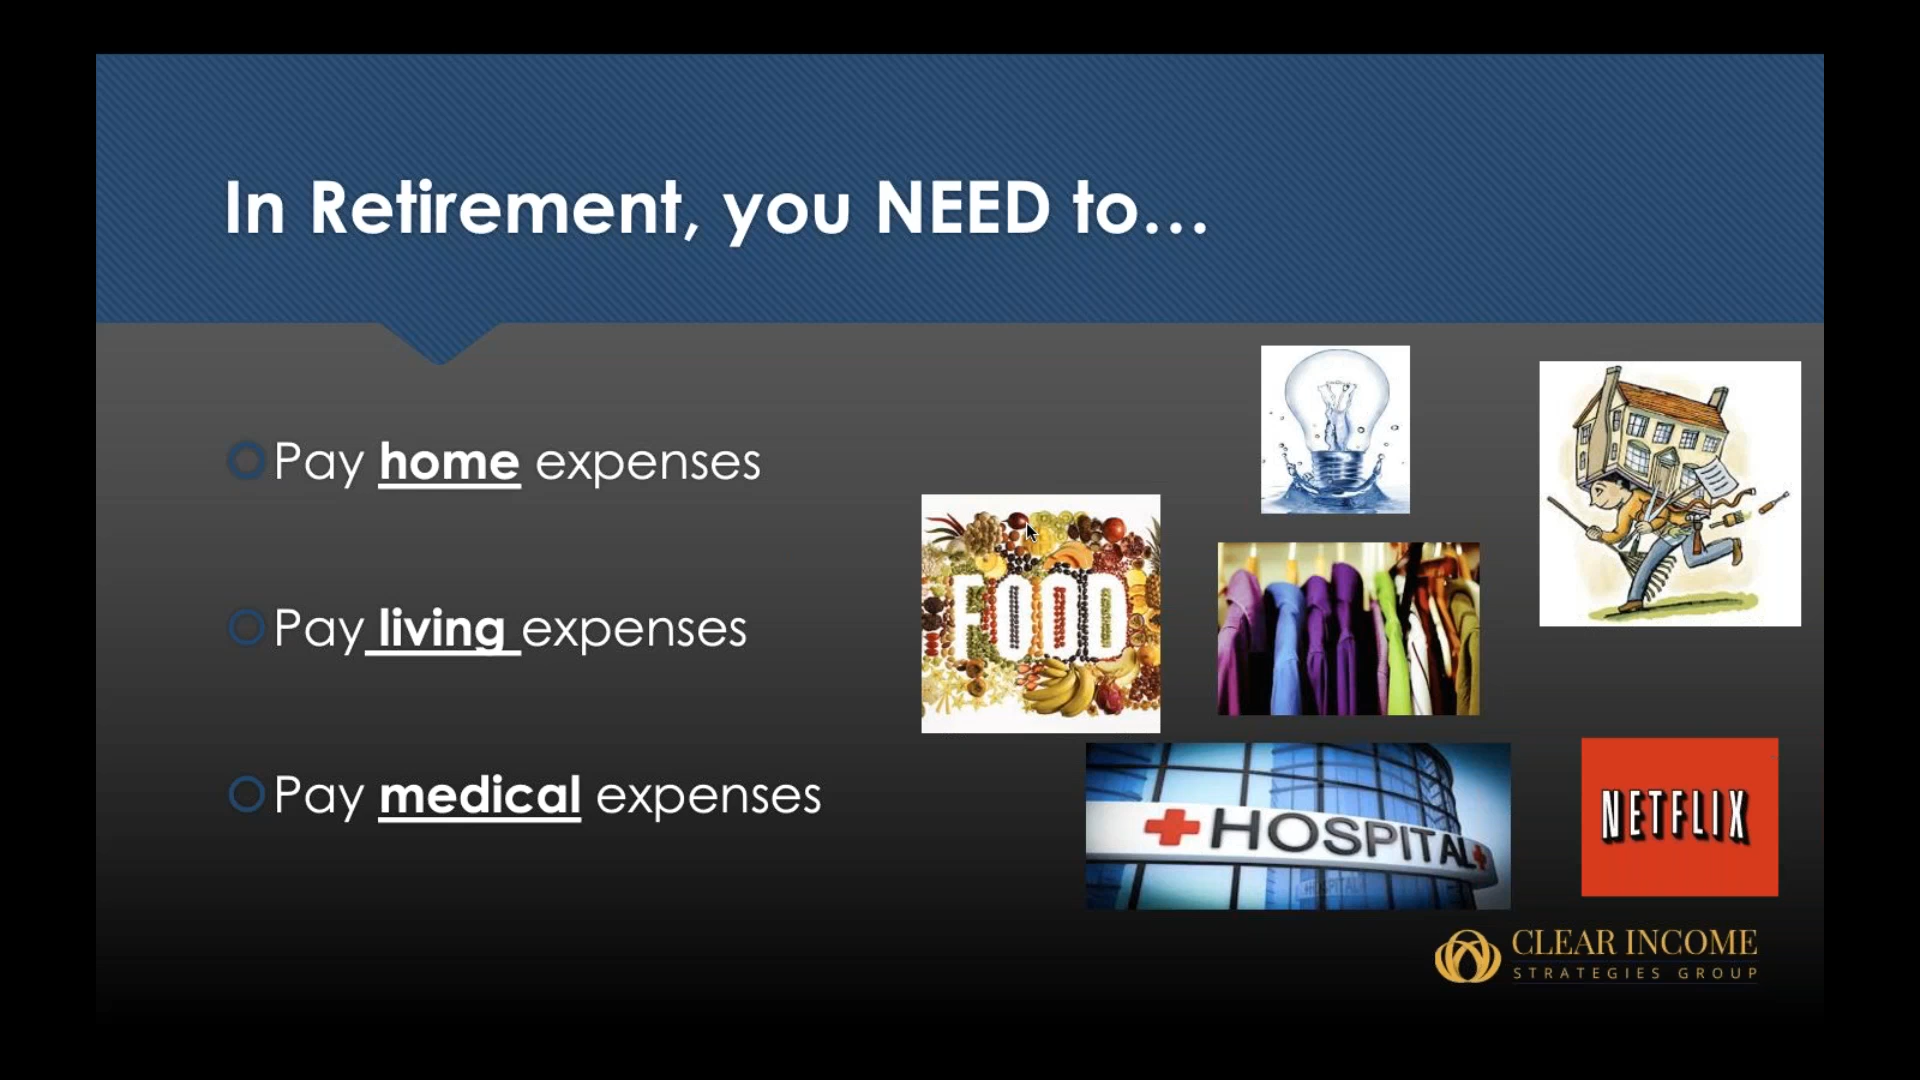 In Retirement, you NEED to…
Pay home expenses
Pay living expenses
Pay medical expenses
FOOD
HOSPITAL
NETFLIX
CLEAR INCOME
STRATEGIES GROUP